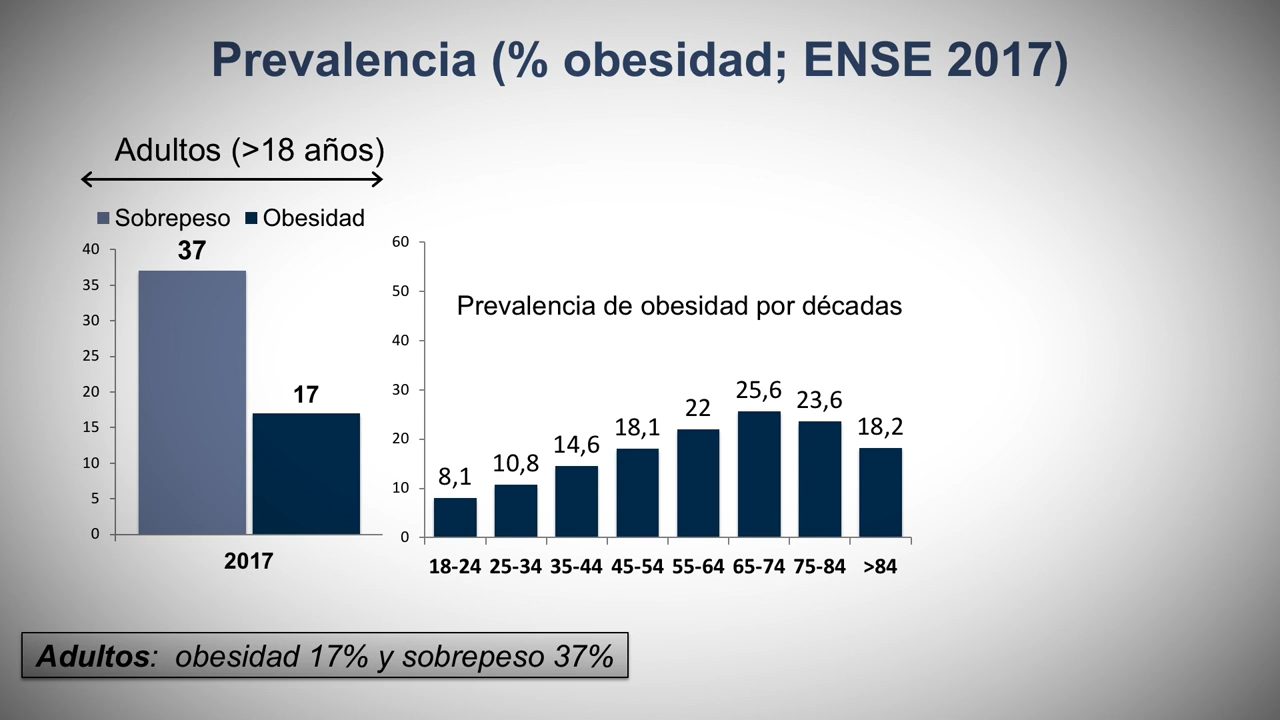 Prevalencia (% obesidad; ENSE 2017)
Adultos (>18 años)
Sobrepeso Obesidad
40
35
30
25
20
15
10
5
0
37
17
2017
60
50
40
30
20
10
0
Prevalencia de obesidad por décadas
8,1 10,8 14,6 18,1 22 25,6 23,6 18,2
18-24 25-34 35-44 45-54 55-64 65-74 75-84 >84
Adultos: obesidad 17% y sobrepeso 37%